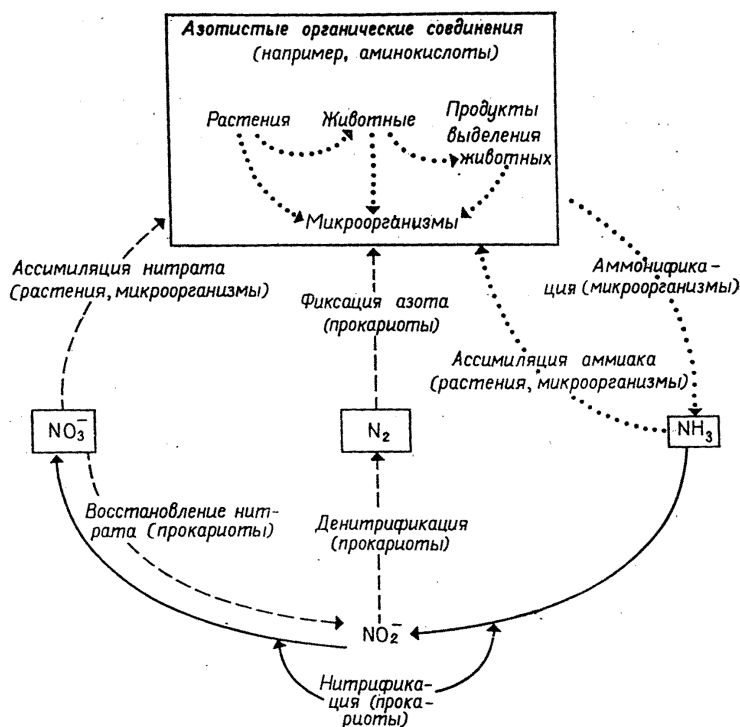 Азотистые органические соединения
(например, аминокислоты)
Растения
Животные
Продукты
выделения
животных
Микроорганизмы
Ассимиляция нитрата
(растения, микроорганизмы)
Фиксация азота
(прокариоты)
Аммонифика-
ция (микроорганизмы)
Ассимиляция аммиака
(растения, микроорганизмы)
NO₃⁻
N₂
NH₃
Восстановление нит-
рата (прокариоты)
Денитрификация
(прокариоты)
NO₂⁻
Нитрифика-
ция (прока-
риоты)